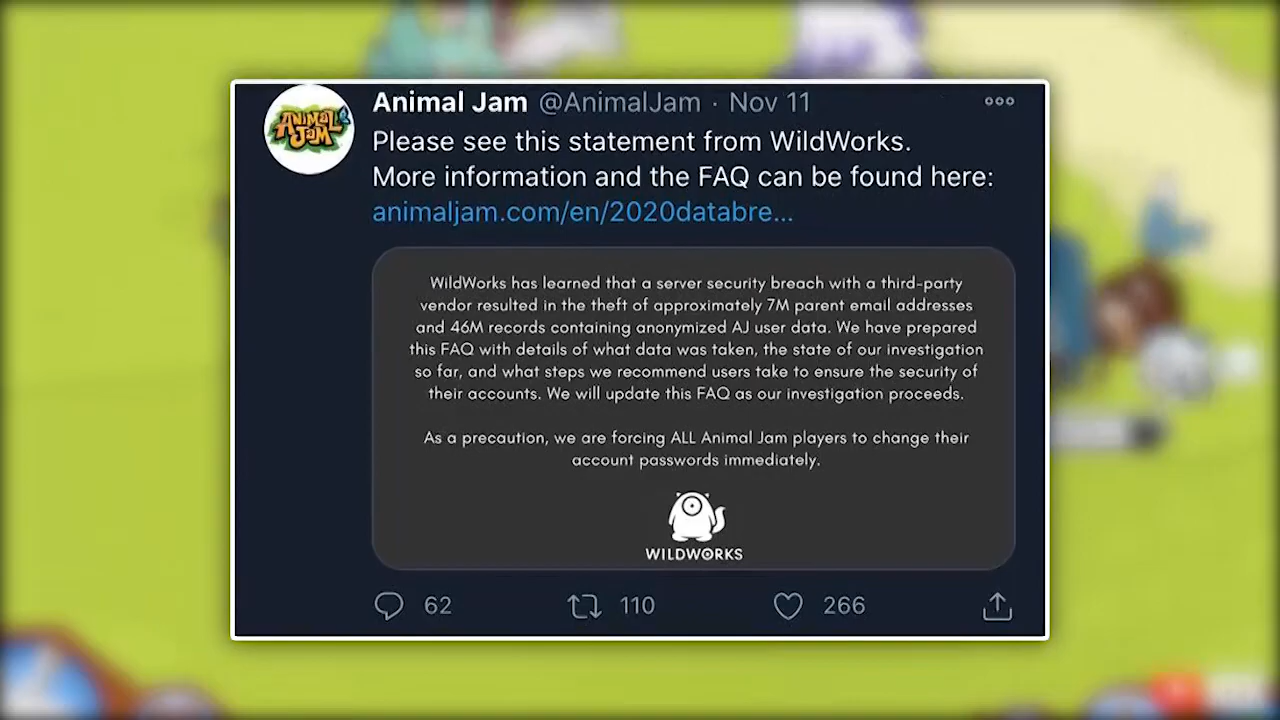 Animal Jam @AnimalJam · Nov 11
ANIMAL JAM
Please see this statement from WildWorks.
More information and the FAQ can be found here:
animaljam.com/en/2020databre...
WildWorks has learned that a server security breach with a third-party
vendor resulted in the theft of approximately 7M parent email addresses
and 46M records containing anonymized AJ user data. We have prepared
this FAQ with details of what data was taken, the state of our investigation
so far, and what steps we recommend users take to ensure the security of
their accounts. We will update this FAQ as our investigation proceeds.
As a precaution, we are forcing ALL Animal Jam players to change their
account passwords immediately.
WILDWORKS
62 110 266